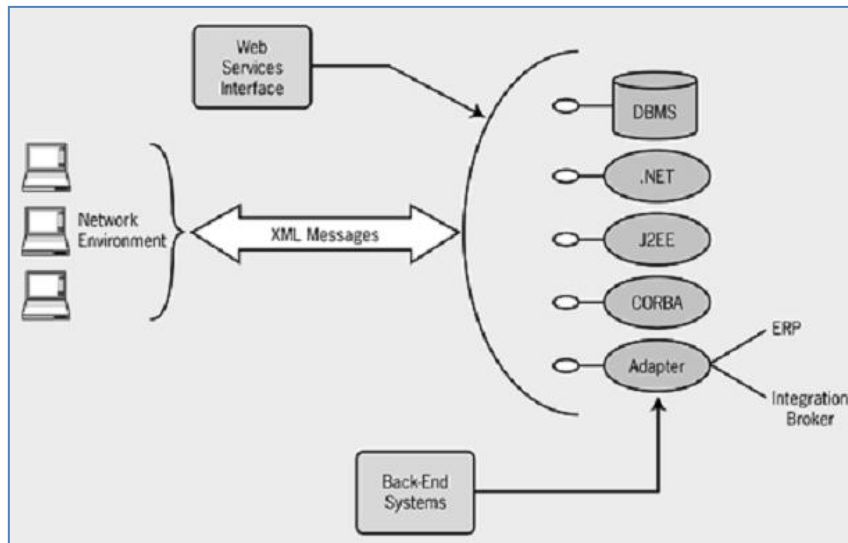 Web
Services
Interface
DBMS
.NET
Network
Environment
XML Messages
J2EE
CORBA
ERP
Adapter
Integration
Broker
Back-End
Systems